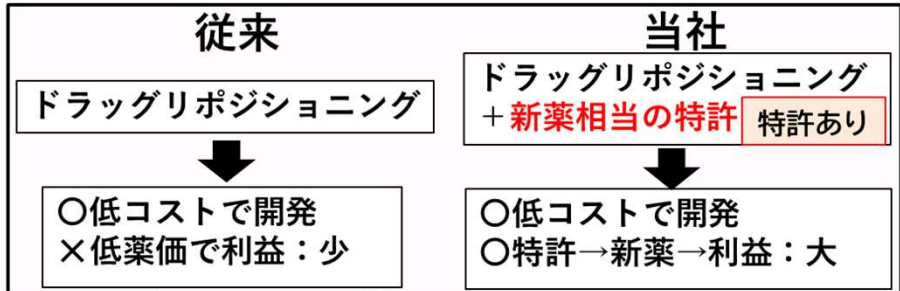 従来
ドラッグリポジショニング
〇低コストで開発
×低薬価で利益：少
当社
ドラッグリポジショニング
＋新薬相当の特許
特許あり
〇低コストで開発
〇特許→新薬→利益：大